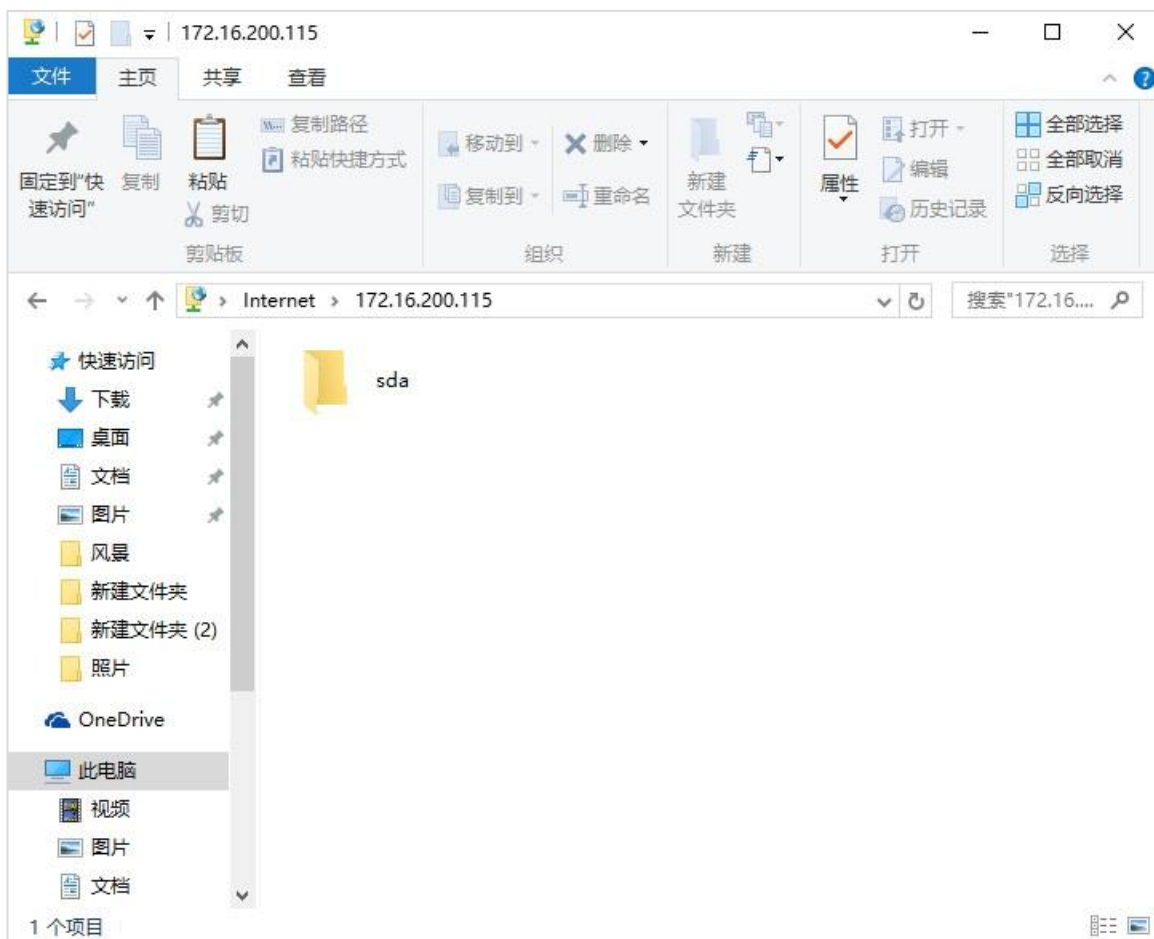 172.16.200.115
文件 主页 共享 查看
固定到"快速访问"
复制
粘贴
复制路径
粘贴快捷方式
剪切
剪贴板
移动到
复制到
删除
重命名
组织
新建
文件夹
新建
属性
打开
编辑
历史记录
打开
全部选择
全部取消
反向选择
选择
Internet 172.16.200.115
搜索"172.16....
快速访问
下载
桌面
文档
图片
风景
新建文件夹
新建文件夹 (2)
照片
OneDrive
此电脑
视频
图片
文档
sda
1 个项目